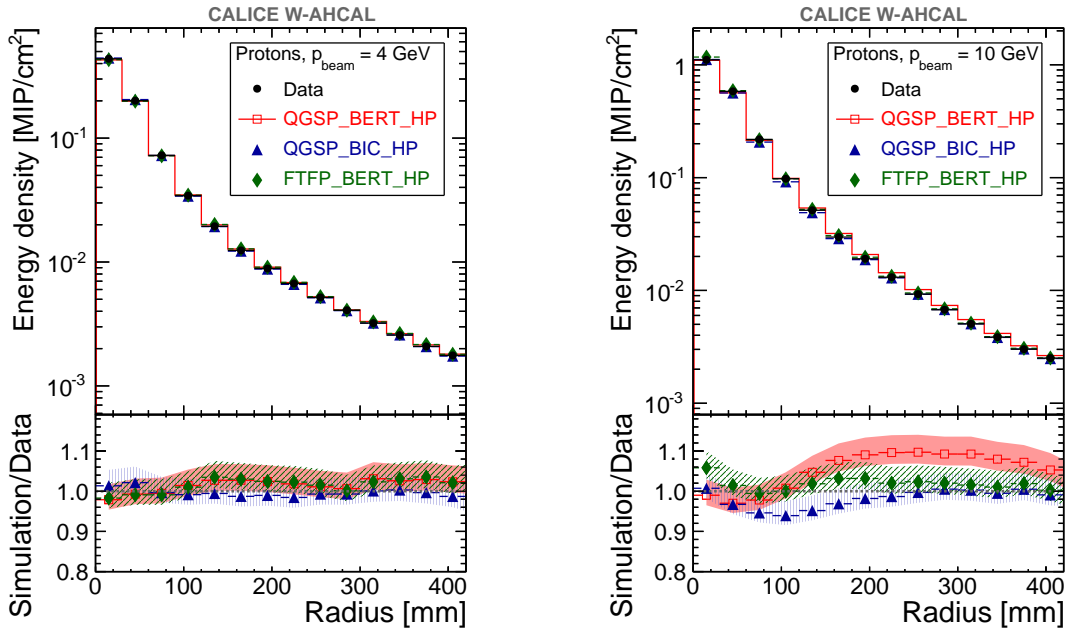 CALICE W-AHCAL
Energy density [MIP/cm²]
Protons, p_beam = 4 GeV
Data
QGSP_BERT_HP
QGSP_BIC_HP
FTFP_BERT_HP
10⁻¹
10⁻²
10⁻³
Simulation/Data
1.1
1.0
0.9
0.8
0 100 200 300 400
Radius [mm]
CALICE W-AHCAL
Energy density [MIP/cm²]
Protons, p_beam = 10 GeV
Data
QGSP_BERT_HP
QGSP_BIC_HP
FTFP_BERT_HP
1
10⁻¹
10⁻²
10⁻³
Simulation/Data
1.1
1.0
0.9
0.8
0 100 200 300 400
Radius [mm]